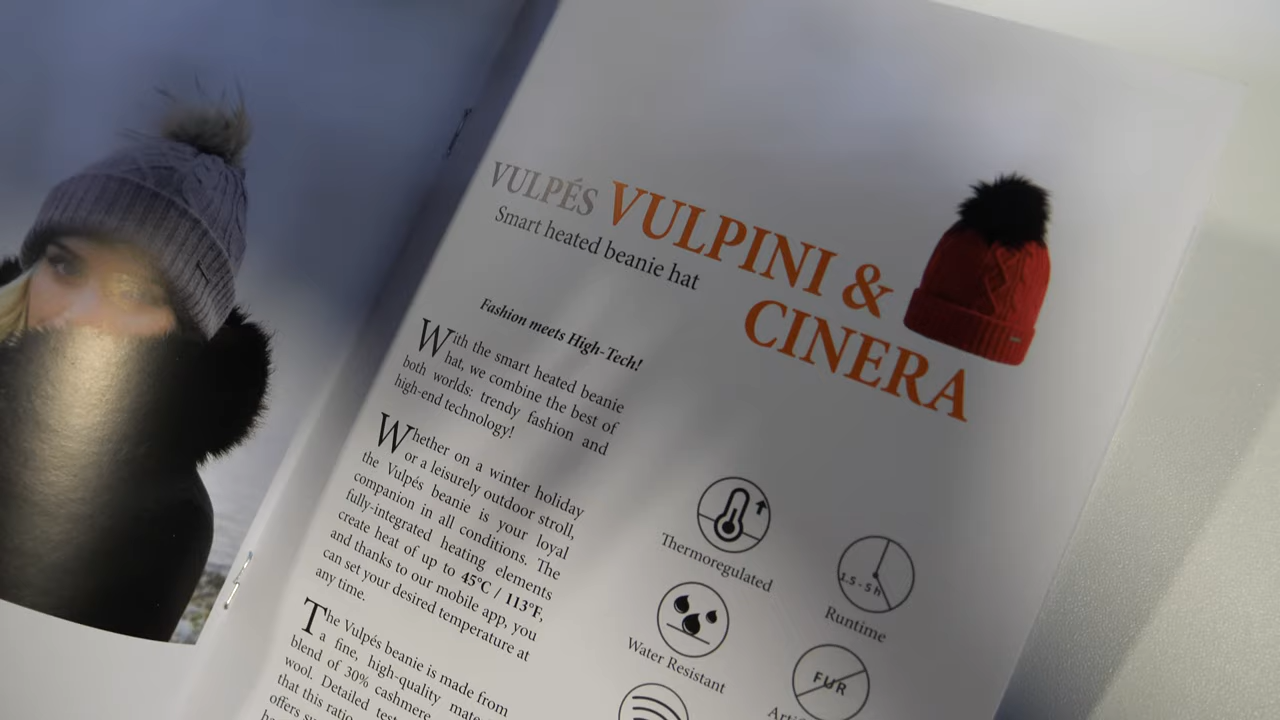 VULPÉS VULPINI &
CINERA
Smart heated beanie hat
Fashion meets High-Tech!
With the smart heated beanie
hat, we combine the best of
both worlds: trendy fashion and
high-end technology!
Whether on a winter holiday
or a leisurely outdoor stroll,
the Vulpés beanie is your loyal
companion in all conditions. The
fully-integrated heating elements
create heat of up to 45°C / 113°F,
and thanks to our mobile app, you
can set your desired temperature at
any time.
The Vulpés beanie is made from
a fine, high-quality
blend of 30% cashmere
wool. Detailed
that this ratio
offers
Thermoregulated
1.5 - 5 h
Runtime
Water Resistant
FUR